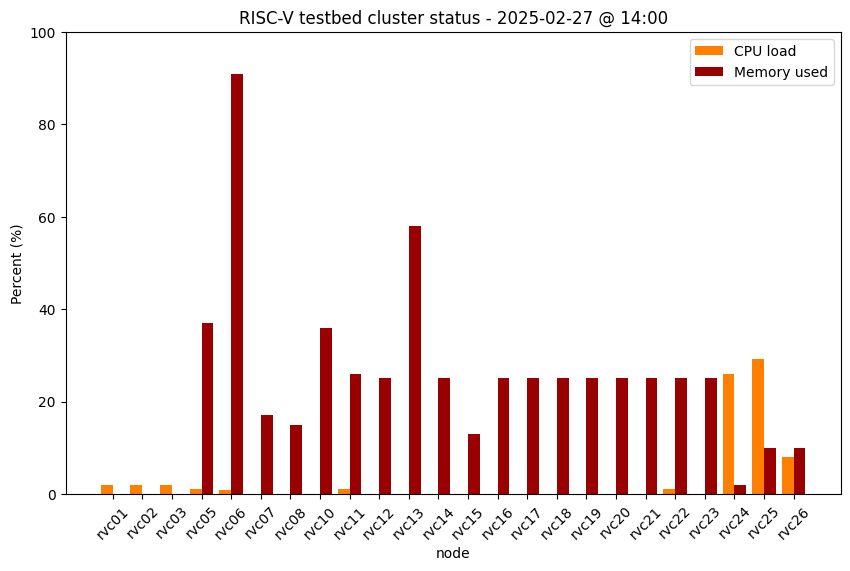 RISC-V testbed cluster status - 2025-02-27 @ 14:00
CPU load
Memory used
Percent (%)
100
80
60
40
20
0
rvc01
rvc02
rvc03
rvc05
rvc06
rvc07
rvc08
rvc10
rvc11
rvc12
rvc13
rvc14
rvc15
rvc16
rvc17
rvc18
rvc19
rvc20
rvc21
rvc22
rvc23
rvc24
rvc25
rvc26
node